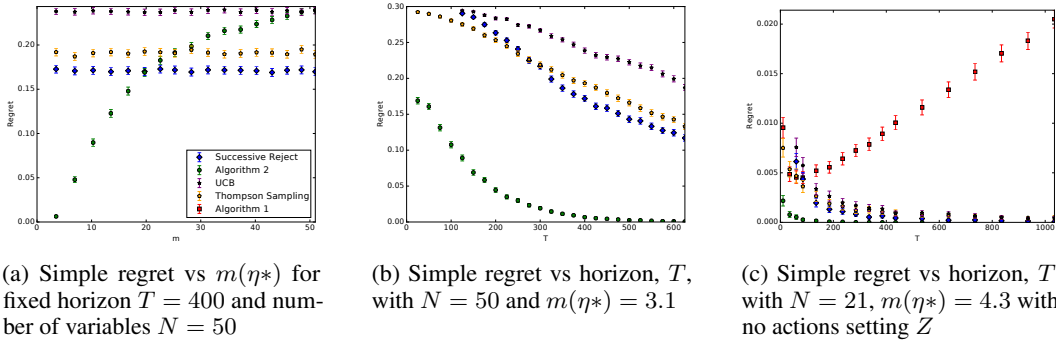 Regret
0.20
0.15
0.10
0.05
0.00
0
10
20
30
40
50
m
Successive Reject
Algorithm 2
UCB
Thompson Sampling
Algorithm 1
(a) Simple regret vs m(η∗) for
fixed horizon T = 400 and num-
ber of variables N = 50
Regret
0.30
0.25
0.20
0.15
0.10
0.05
0.00
0
100
200
300
400
500
600
T
(b) Simple regret vs horizon, T,
with N = 50 and m(η∗) = 3.1
Regret
0.020
0.015
0.010
0.005
0.000
0
200
400
600
800
1000
T
(c) Simple regret vs horizon, T
with N = 21, m(η∗) = 4.3 with
no actions setting Z